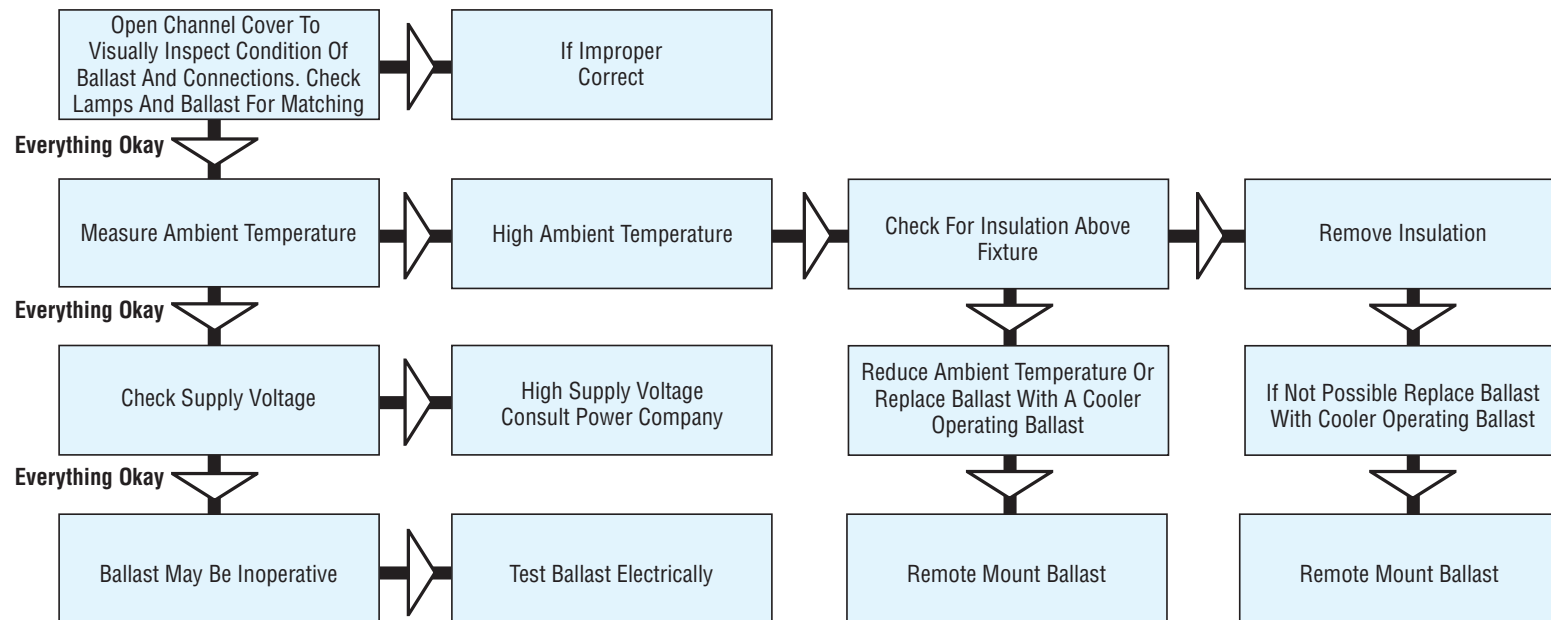 Open Channel Cover To
Visually Inspect Condition Of
Ballast And Connections. Check
Lamps And Ballast For Matching
If Improper
Correct
Everything Okay
Measure Ambient Temperature
High Ambient Temperature
Check For Insulation Above
Fixture
Remove Insulation
Everything Okay
Check Supply Voltage
High Supply Voltage
Consult Power Company
Reduce Ambient Temperature Or
Replace Ballast With A Cooler
Operating Ballast
If Not Possible Replace Ballast
With Cooler Operating Ballast
Everything Okay
Ballast May Be Inoperative
Test Ballast Electrically
Remote Mount Ballast
Remote Mount Ballast